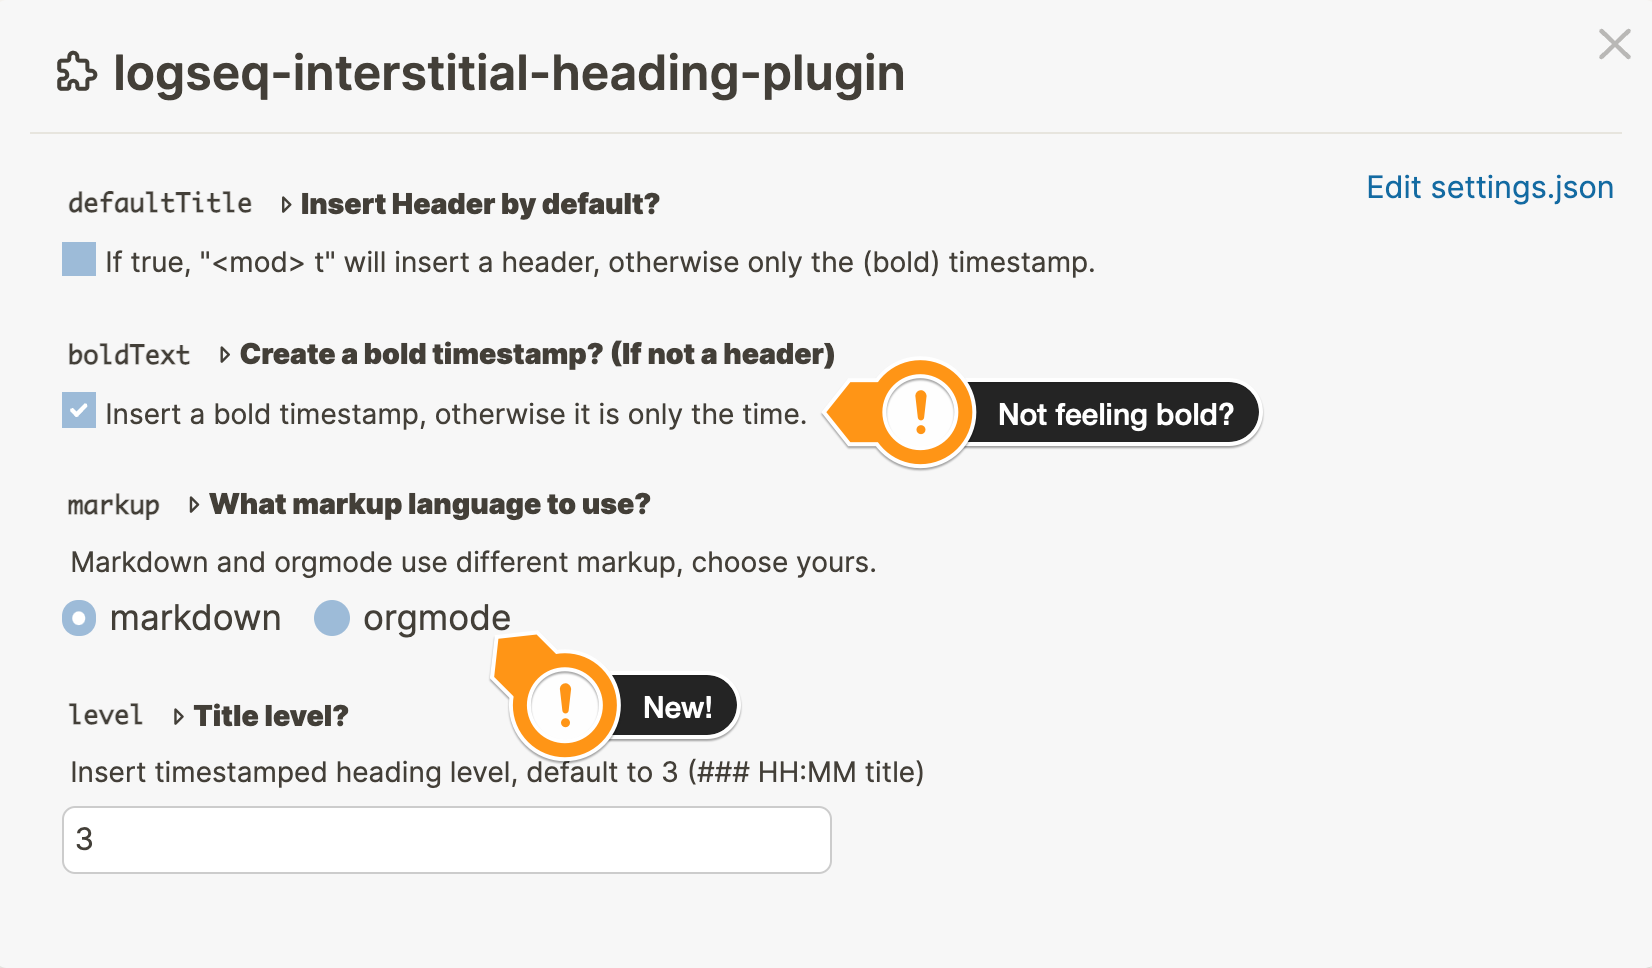 logseq-interstitial-heading-plugin
Edit settings.json
defaultTitle Insert Header by default?
If true, "<mod> t" will insert a header, otherwise only the (bold) timestamp.
boldText Create a bold timestamp? (If not a header)
Insert a bold timestamp, otherwise it is only the time.
! Not feeling bold?
markup What markup language to use?
Markdown and orgmode use different markup, choose yours.
markdown orgmode
! New!
level Title level?
Insert timestamped heading level, default to 3 (### HH:MM title)
3